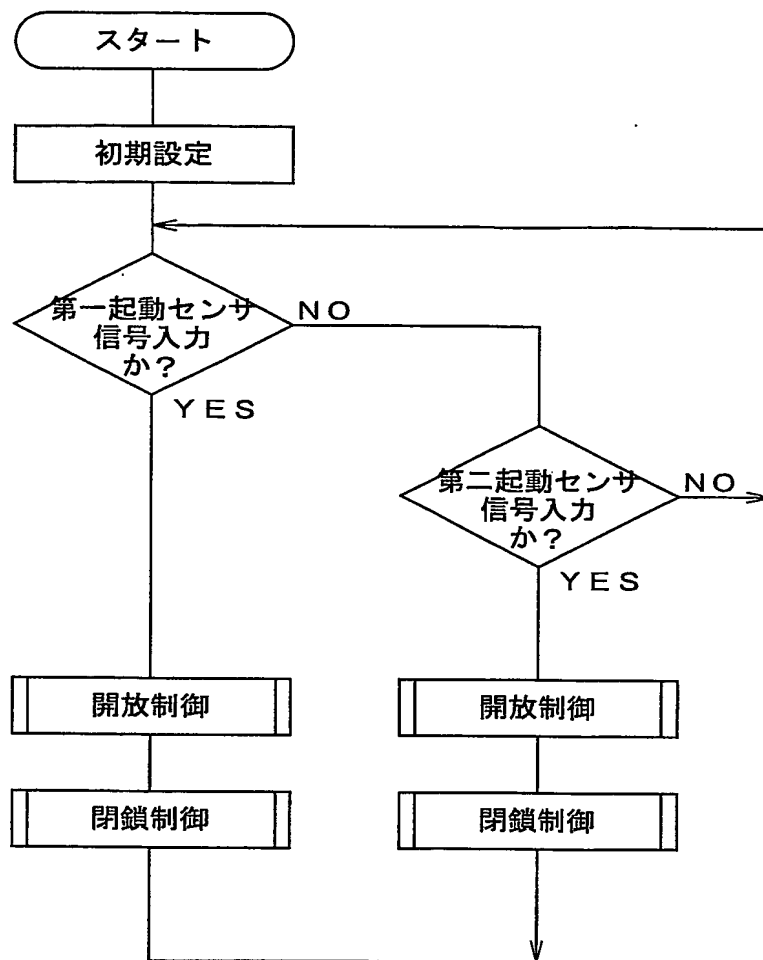 スタート
初期設定
第一起動センサ
信号入力
か?
NO
YES
第二起動センサ
信号入力
か?
NO
YES
開放制御
閉鎖制御
開放制御
閉鎖制御